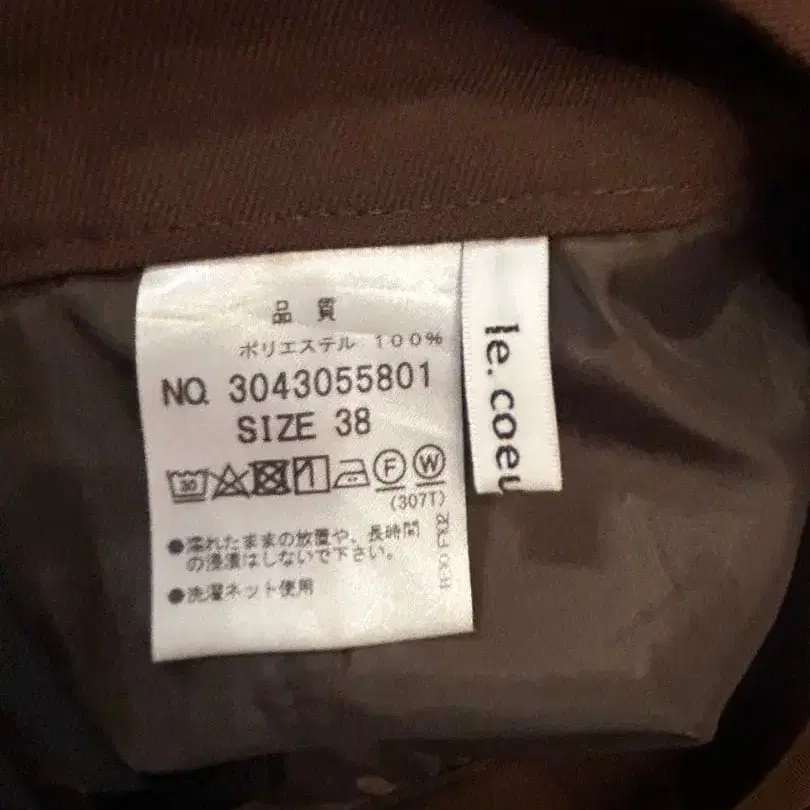 品質
ポリエステル 100%
NO. 3043055801
SIZE 38
30
F W
(307T)
●濡れたままの放置や、長時間
の浸漬はしないで下さい。
●洗濯ネット使用
le.coeu